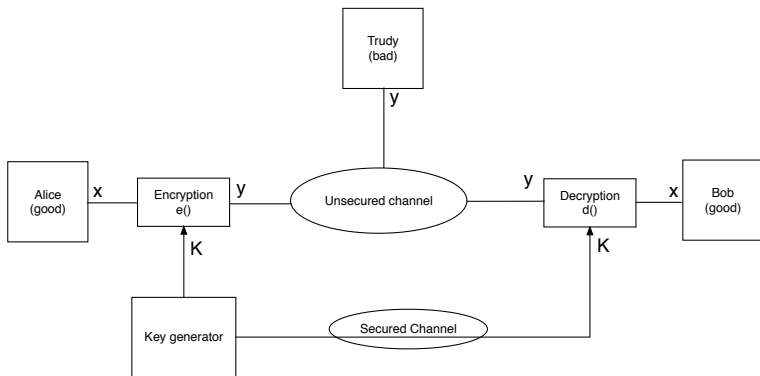 Trudy
(bad)
y
Alice
(good)
x
Encryption
e()
y
Unsecured channel
y
Decryption
d()
x
Bob
(good)
K
K
Key generator
Secured Channel